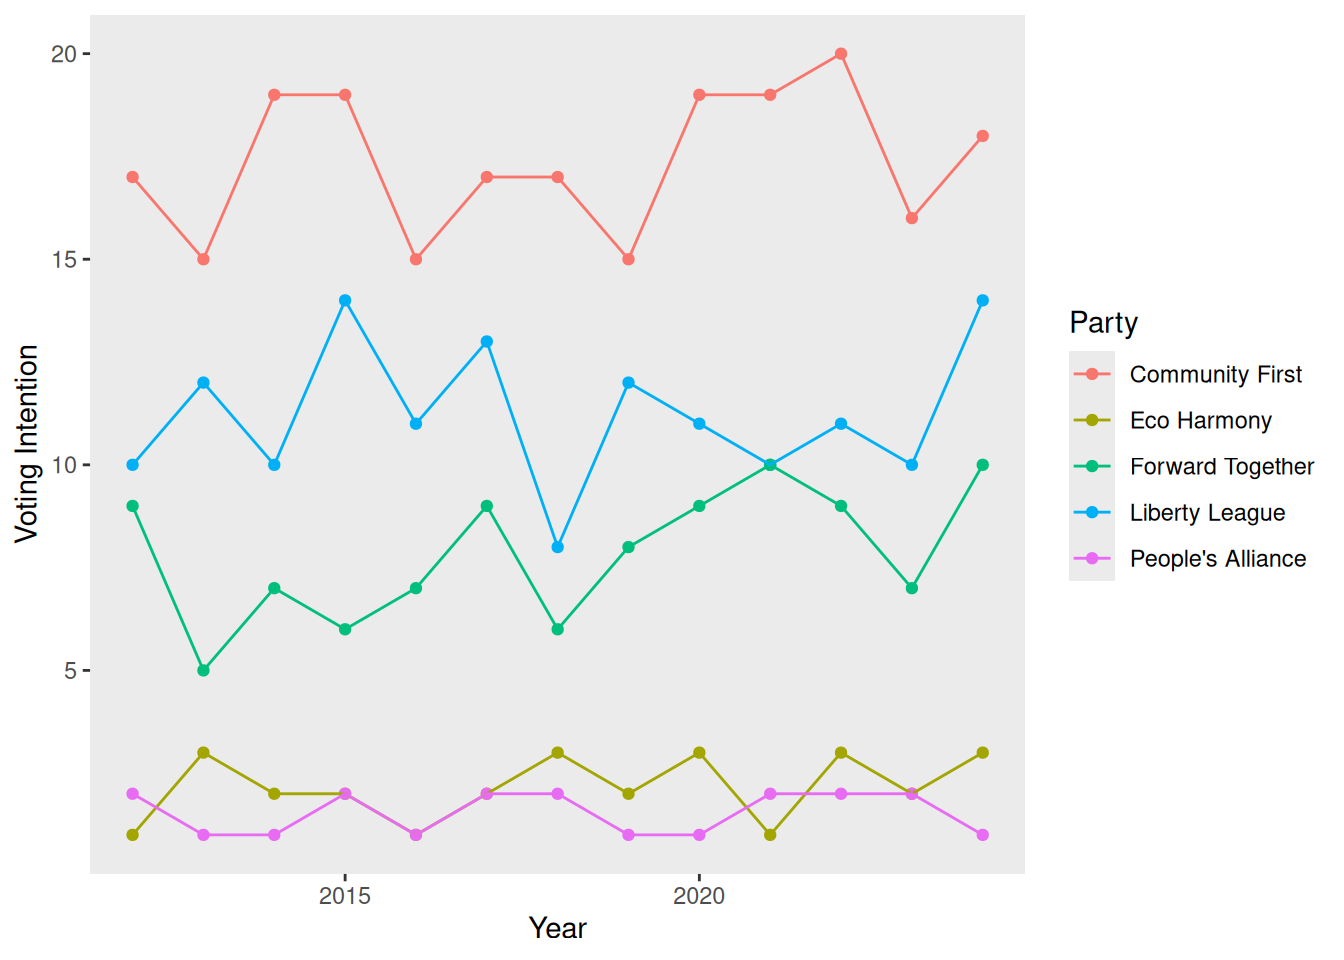 20
15
10
5
Voting Intention
2015
2020
Year
Party
Community First
Eco Harmony
Forward Together
Liberty League
People's Alliance